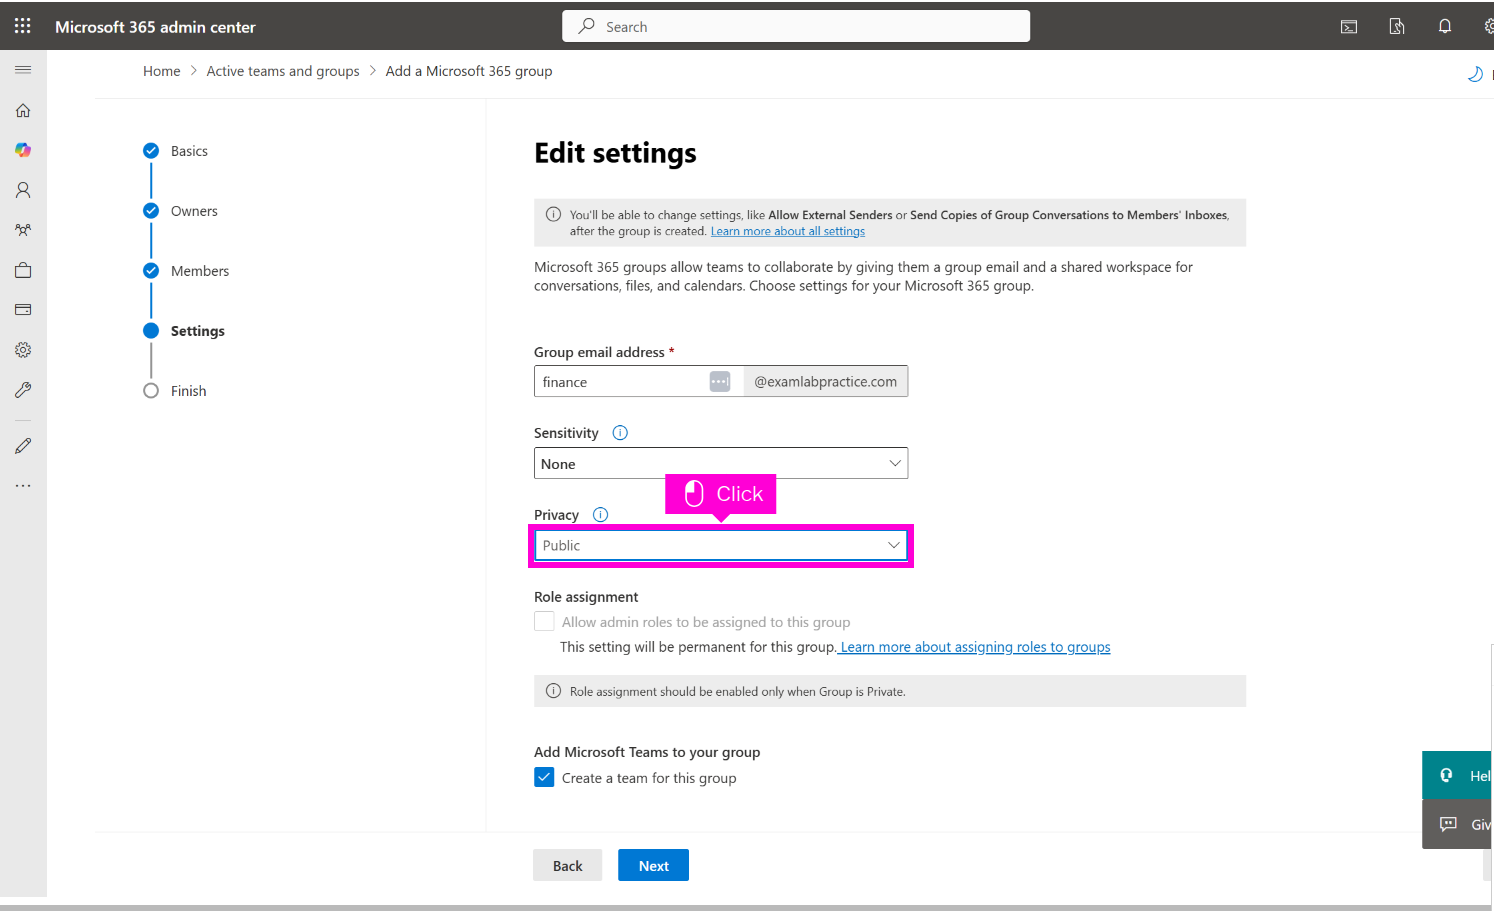 Microsoft 365 admin center
Search
Home > Active teams and groups > Add a Microsoft 365 group
Basics
Owners
Members
Settings
Finish
Edit settings
You'll be able to change settings, like Allow External Senders or Send Copies of Group Conversations to Members' Inboxes,
after the group is created. Learn more about all settings
Microsoft 365 groups allow teams to collaborate by giving them a group email and a shared workspace for
conversations, files, and calendars. Choose settings for your Microsoft 365 group.
Group email address *
finance @examlabpractice.com
Sensitivity
None
Click
Privacy
Public
Role assignment
Allow admin roles to be assigned to this group
This setting will be permanent for this group. Learn more about assigning roles to groups
Role assignment should be enabled only when Group is Private.
Add Microsoft Teams to your group
Create a team for this group
Hel
Giv
Back
Next